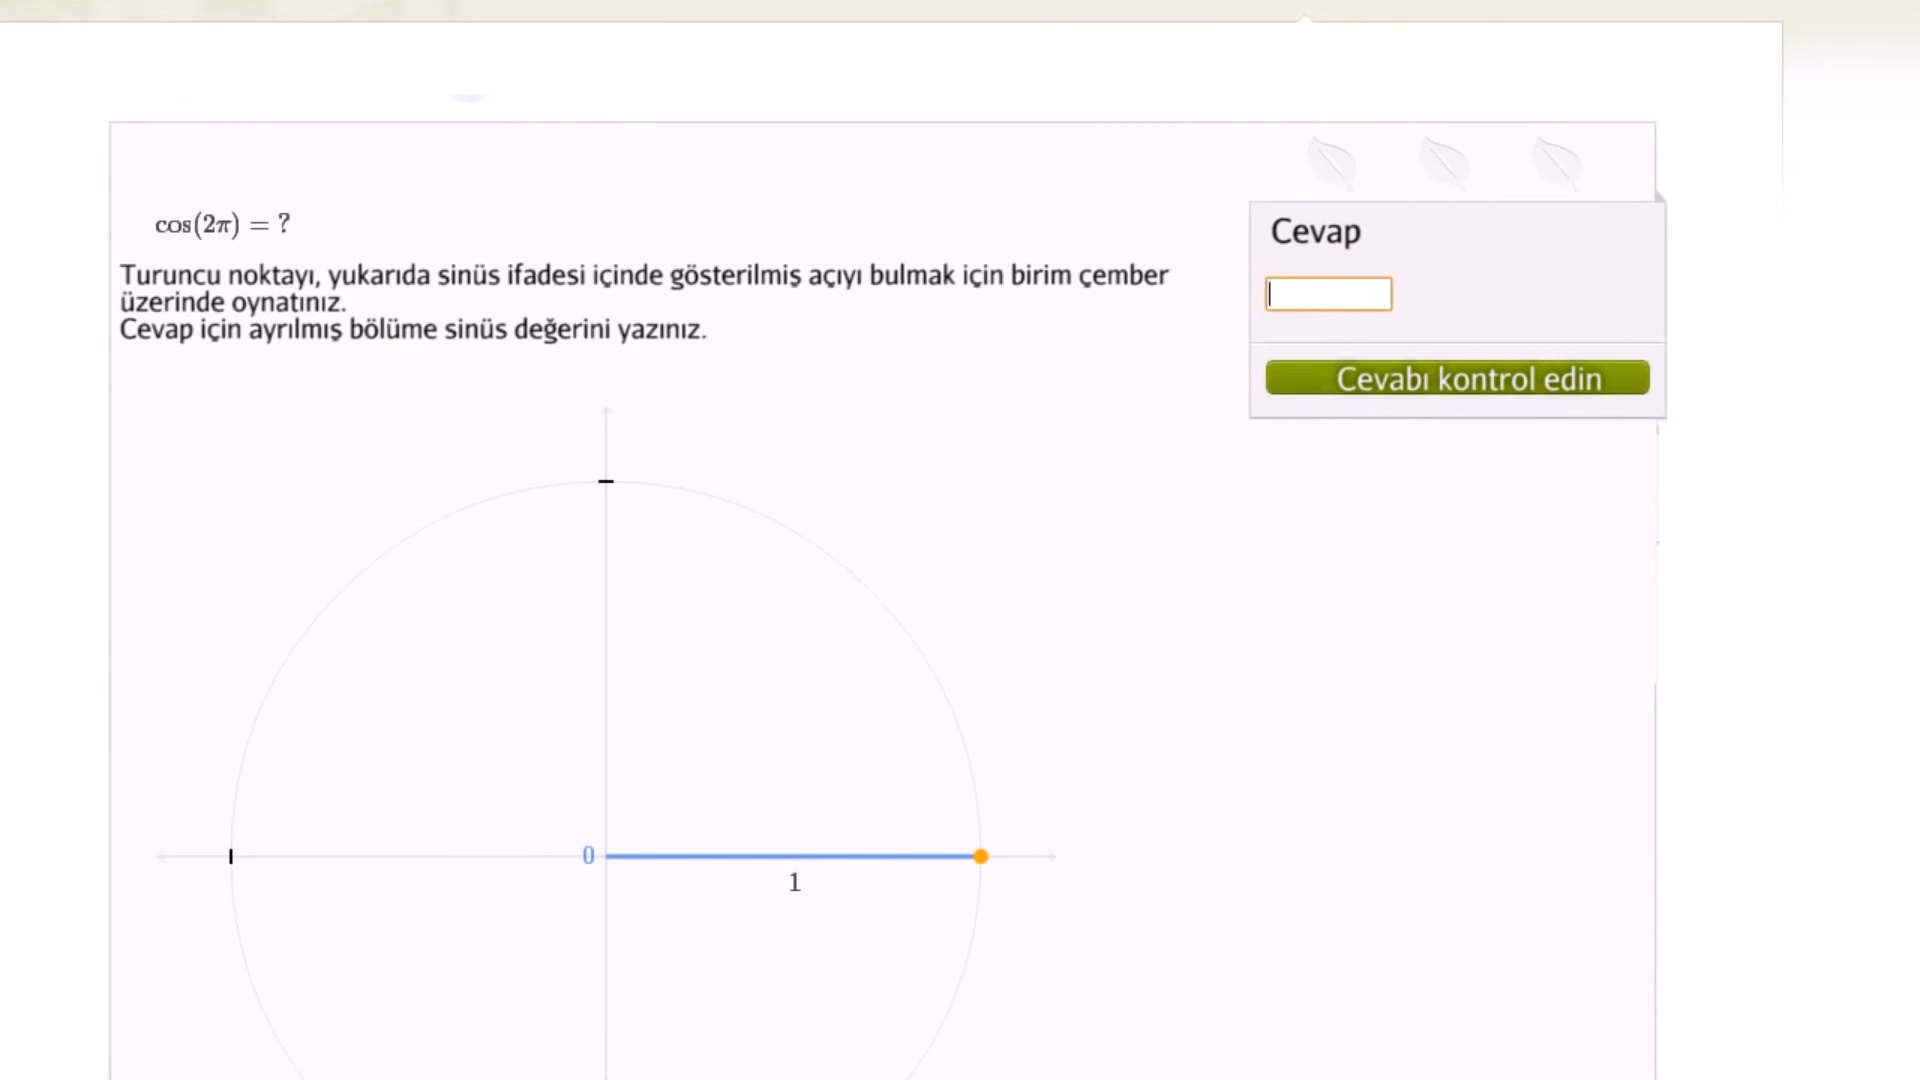 cos(2π) = ?
Turuncu noktayı, yukarıda sinüs ifadesi içinde gösterilmiş açıyı bulmak için birim çember
üzerinde oynatınız.
Cevap için ayrılmış bölüme sinüs değerini yazınız.
Cevap
Cevabı kontrol edin
0
1